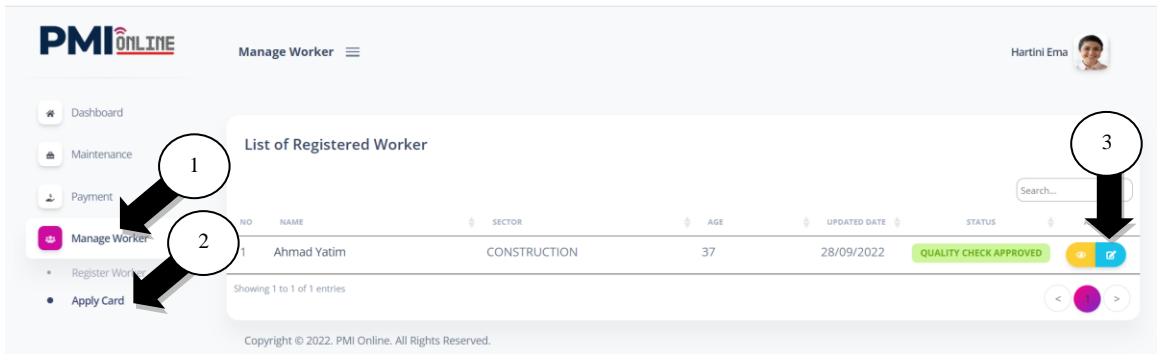 PMI ONLINE
Manage Worker
Hartini Ema
Dashboard
Maintenance
Payment
Manage Worker
Register Worker
Apply Card
1
2
3
List of Registered Worker
Search...
NO NAME SECTOR AGE UPDATED DATE STATUS
1 Ahmad Yatim CONSTRUCTION 37 28/09/2022 QUALITY CHECK APPROVED
Showing 1 to 1 of 1 entries
< 1 >
Copyright © 2022. PMI Online. All Rights Reserved.